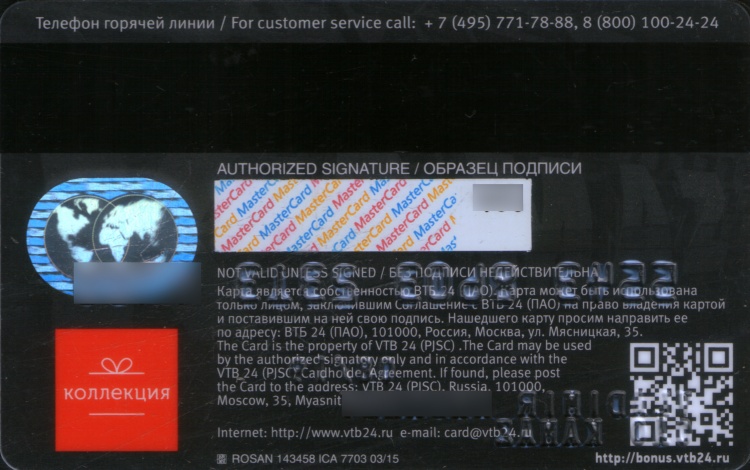 Телефон горячей линии / For customer service call: + 7 (495) 771-78-88, 8 (800) 100-24-24
AUTHORIZED SIGNATURE / ОБРАЗЕЦ ПОДПИСИ
MasterCard MasterCard MasterCard MasterCard
NOT VALID UNLESS SIGNED / БЕЗ ПОДПИСИ НЕДЕЙСТВИТЕЛЬНА
Карта является собственностью ВТБ 24 (ПАО). Карта может быть использована
только лицом, заключившим Соглашение с ВТБ 24 (ПАО) на право владения картой
и поставившим на ней свою подпись. Нашедшего карту просим направить ее
по адресу: ВТБ 24 (ПАО), 101000, Россия, Москва, ул. Мясницкая, 35.
The Card is the property of VTB 24 (PJSC) .The Card may be used
by the authorized signatory only and in accordance with the
VTB 24 (PJSC) Cardholder Agreement. If found, please post
the Card to the address: VTB 24 (PJSC), Russia, 101000,
Moscow, 35, Myasnit
коллекция
Internet: http://www.vtb24.ru e-mail: card@vtb24.ru
ROSAN 143458 ICA 7703 03/15
http://bonus.vtb24.ru